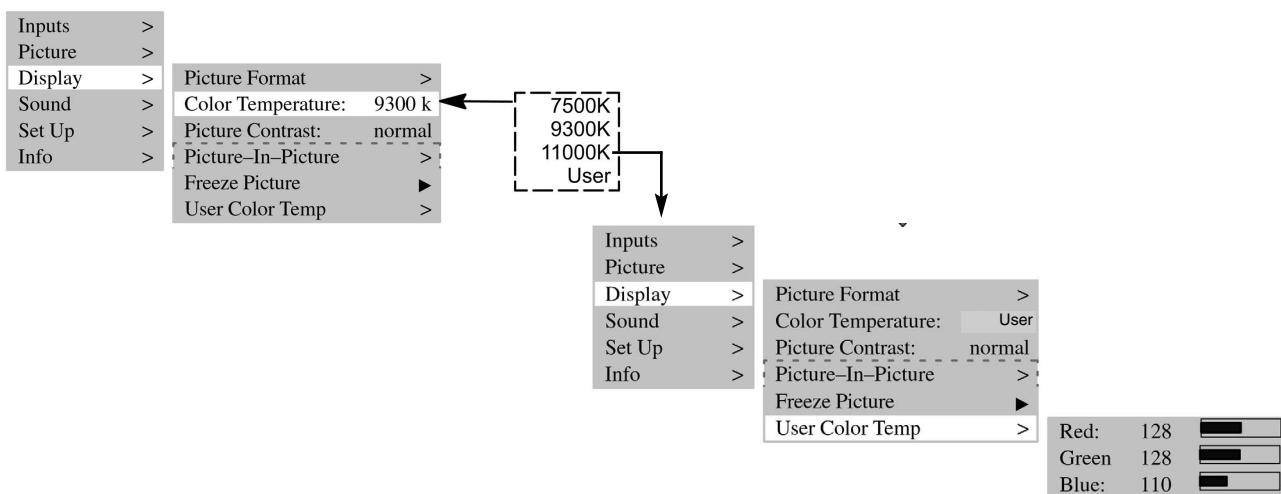 Inputs >
Picture >
Display >
Sound >
Set Up >
Info >
Picture Format >
Color Temperature: 9300 k
Picture Contrast: normal
Picture–In–Picture >
Freeze Picture ▶
User Color Temp >
7500K
9300K
11000K
User
Inputs >
Picture >
Display >
Sound >
Set Up >
Info >
Picture Format >
Color Temperature: User
Picture Contrast: normal
Picture–In–Picture >
Freeze Picture ▶
User Color Temp >
Red: 128
Green 128
Blue: 110